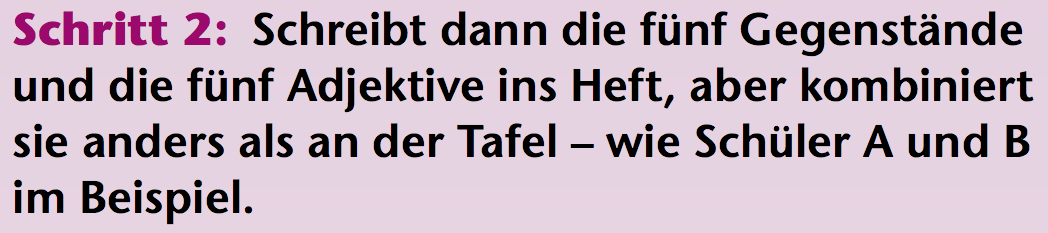 Schritt 2: Schreibt dann die fünf Gegenstände
und die fünf Adjektive ins Heft, aber kombiniert
sie anders als an der Tafel – wie Schüler A und B
im Beispiel.